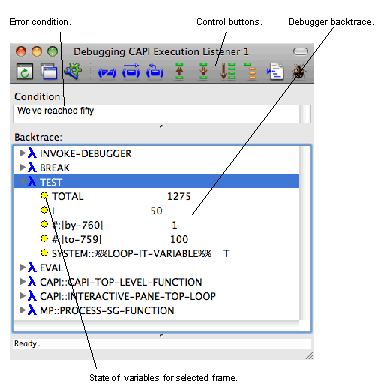 Error condition.
Control buttons.
Debugger backtrace.
Debugging CAPI Execution Listener 1
Condition:
We've reached fifty
Backtrace:
INVOKE-DEBUGGER
BREAK
TEST
TOTAL 1275
I 50
#:|by-760| 1
#:|to-759| 100
SYSTEM::%%LOOP-IT-VARIABLE%% T
EVAL
CAPI::CAPI-TOP-LEVEL-FUNCTION
CAPI::INTERACTIVE-PANE-TOP-LOOP
MP::PROCESS-SG-FUNCTION
Ready.
State of variables for selected frame.